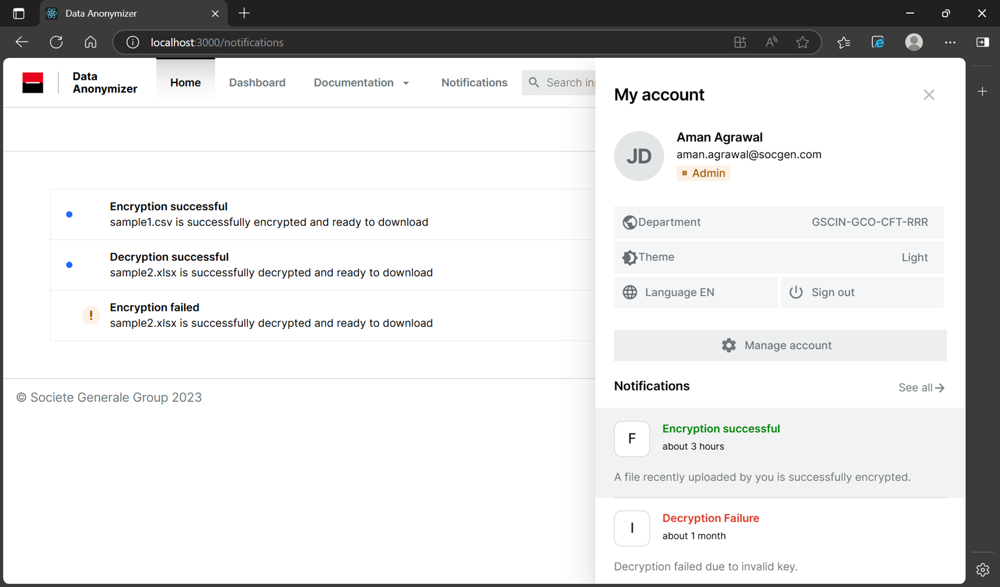 Data Anonymizer
localhost:3000/notifications
Data
Anonymizer
Home
Dashboard
Documentation
Notifications
Search in
Encryption successful
sample1.csv is successfully encrypted and ready to download
Decryption successful
sample2.xlsx is successfully decrypted and ready to download
!
Encryption failed
sample2.xlsx is successfully decrypted and ready to download
© Societe Generale Group 2023
My account
JD
Aman Agrawal
aman.agrawal@socgen.com
Admin
Department
GSCIN-GCO-CFT-RRR
Theme
Light
Language EN
Sign out
Manage account
Notifications
See all
F
Encryption successful
about 3 hours
A file recently uploaded by you is successfully encrypted.
I
Decryption Failure
about 1 month
Decryption failed due to invalid key.